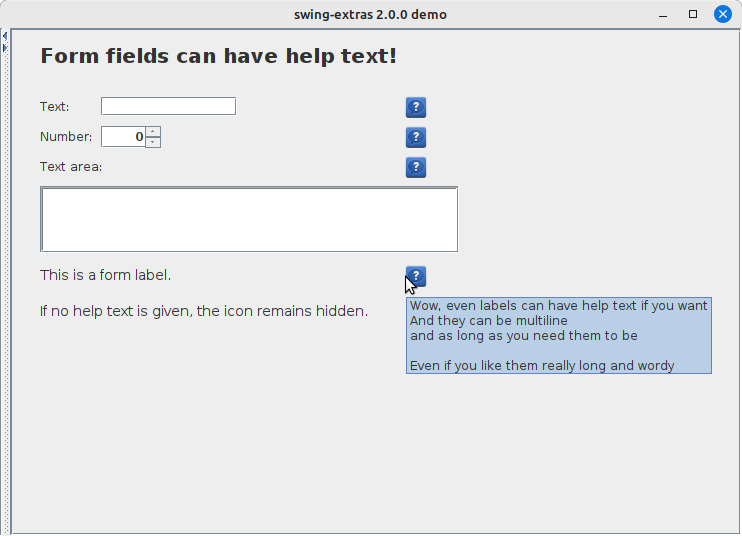 swing-extras 2.0.0 demo
Form fields can have help text!
Text:
?
Number: 0
?
Text area:
?
This is a form label.
?
If no help text is given, the icon remains hidden.
Wow, even labels can have help text if you want
And they can be multiline
and as long as you need them to be
Even if you like them really long and wordy